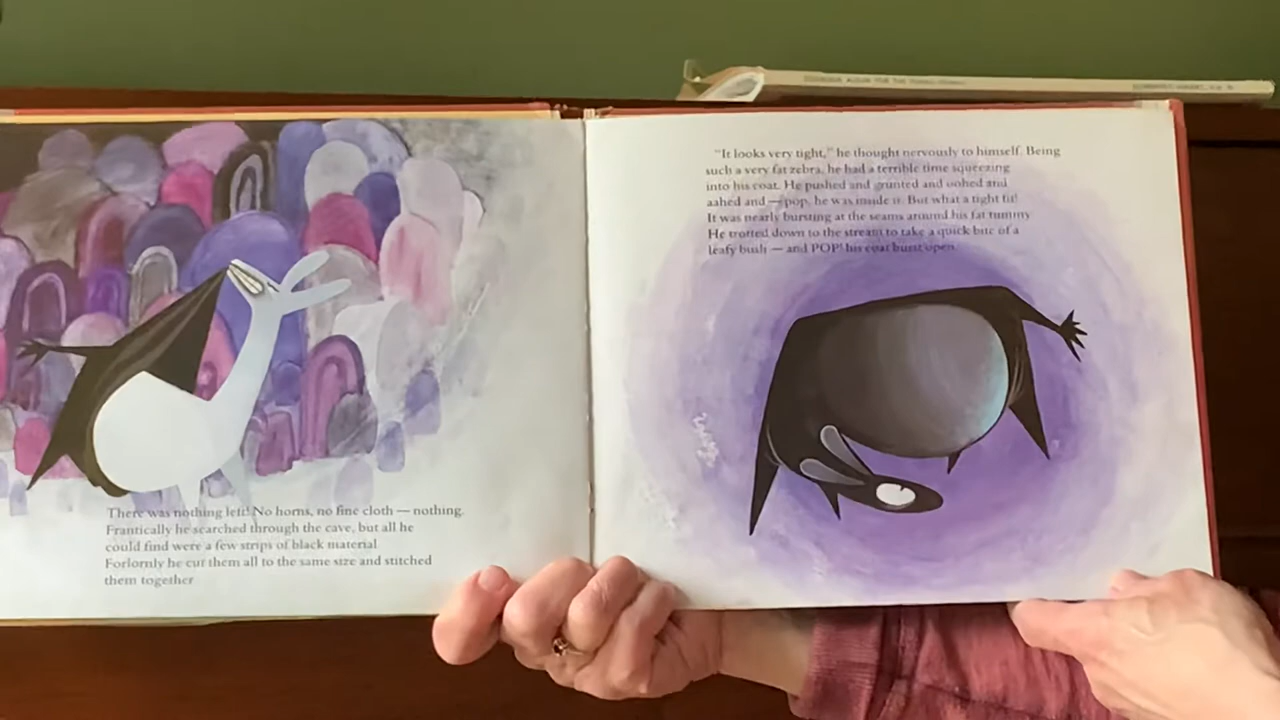 There was nothing left! No horns, no fine cloth — nothing.
Frantically he searched through the cave, but all he
could find were a few strips of black material
Forlornly he cut them all to the same size and stitched
them together
"It looks very tight," he thought nervously to himself. Being
such a very fat zebra, he had a terrible time squeezing
into his coat. He pushed and grunted and oohed and
aahed and — pop, he was inside it. But what a tight fit!
It was nearly bursting at the seams around his fat tummy
He trotted down to the stream to take a quick bite of a
leafy bush — and POP! his coat burst open.